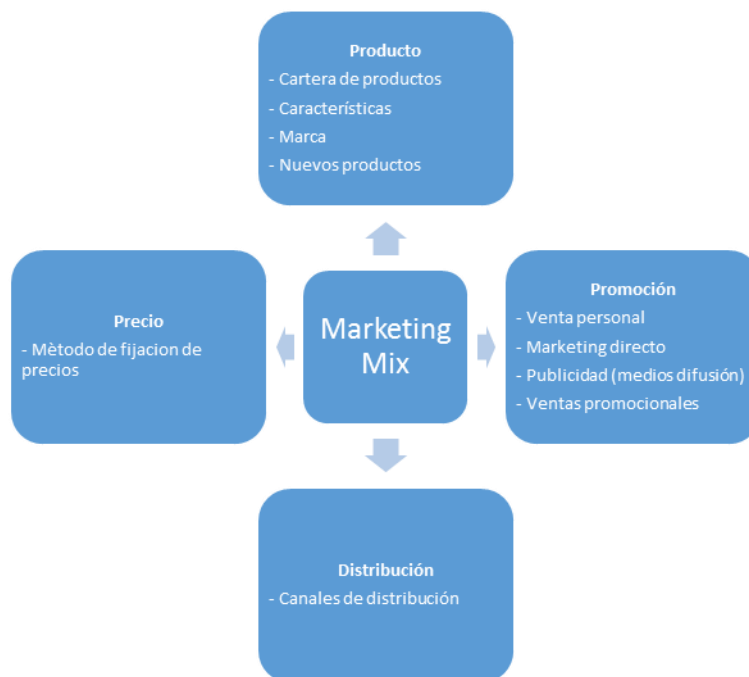 Producto
- Cartera de productos
- Características
- Marca
- Nuevos productos
Precio
- Mètodo de fijacion de
precios
Marketing
Mix
Promoción
- Venta personal
- Marketing directo
- Publicidad (medios difusión)
- Ventas promocionales
Distribución
- Canales de distribución